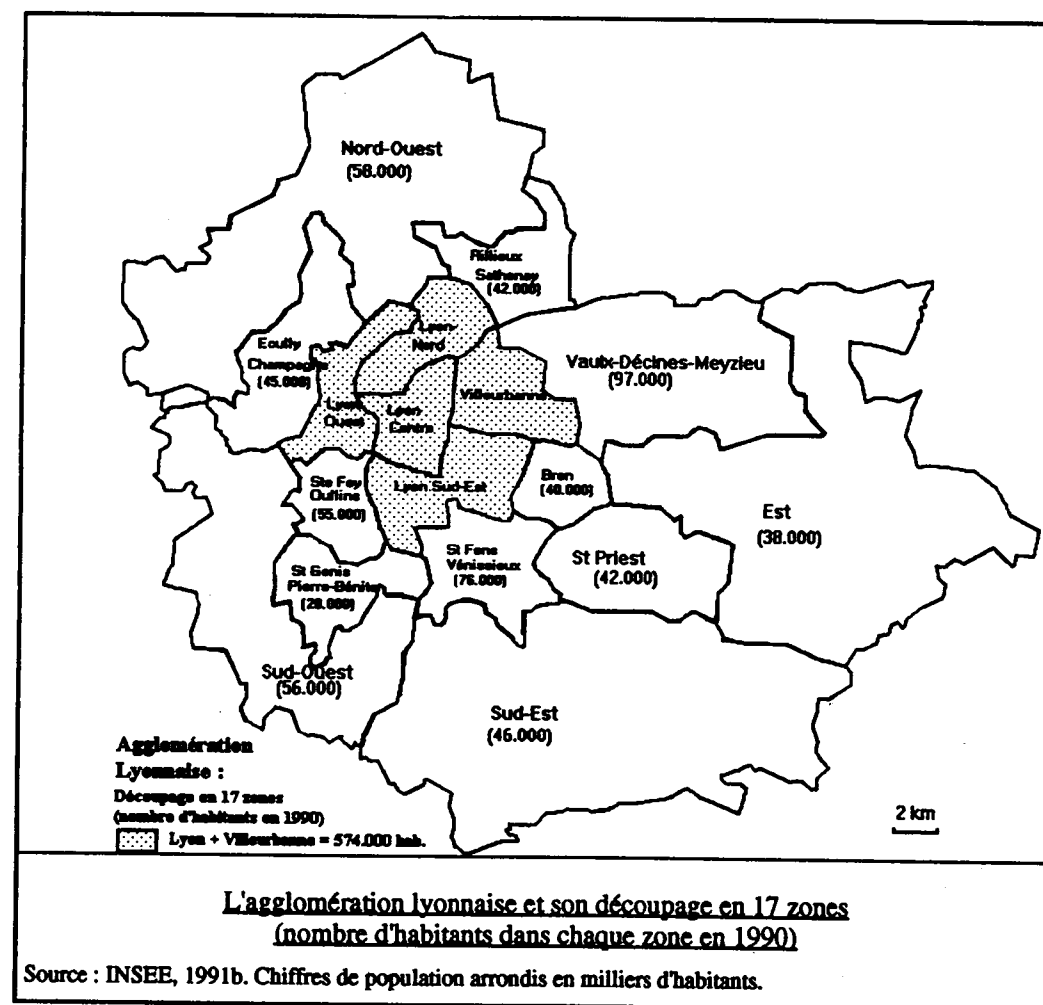 Nord-Ouest
(58.000)
Rillieux
Sathonay
(42.000)
Lyon-
Nord
Ecully
Champagne
(45.000)
Vaulx-Décines-Meyzieu
(97.000)
Villeurbanne
Lyon
Ouest
Lyon
Centre
Ste Foy
Oullins
(55.000)
Lyon Sud-Est
Bron
(40.000)
Est
(38.000)
St Fons
Vénissieux
(76.000)
St Priest
(42.000)
St Genis
Pierre-Bénite
(28.000)
Sud-Ouest
(56.000)
Sud-Est
(46.000)
Agglomération
Lyonnaise :
Découpage en 17 zones
(nombre d'habitants en 1990)
Lyon + Villeurbanne = 574.000 hab.
2 km
L'agglomération lyonnaise et son découpage en 17 zones
(nombre d'habitants dans chaque zone en 1990)
Source : INSEE, 1991b. Chiffres de population arrondis en milliers d'habitants.